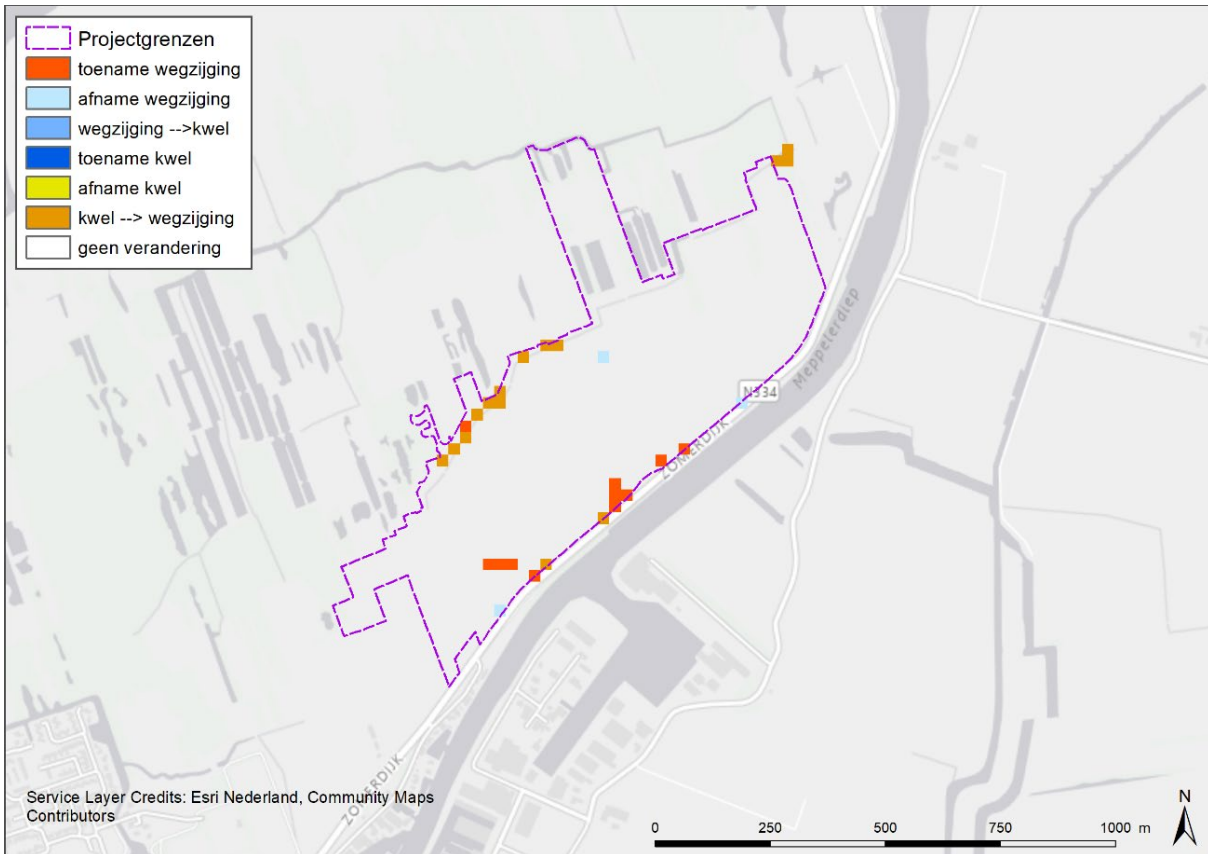 Projectgrenzen
toename wegzijging
afname wegzijging
wegzijging -->kwel
toename kwel
afname kwel
kwel --> wegzijging
geen verandering
Meppelerdiep
N334
ZOMERDIJK
ZOMERDIJK
Service Layer Credits: Esri Nederland, Community Maps
Contributors
N
0 250 500 750 1000 m